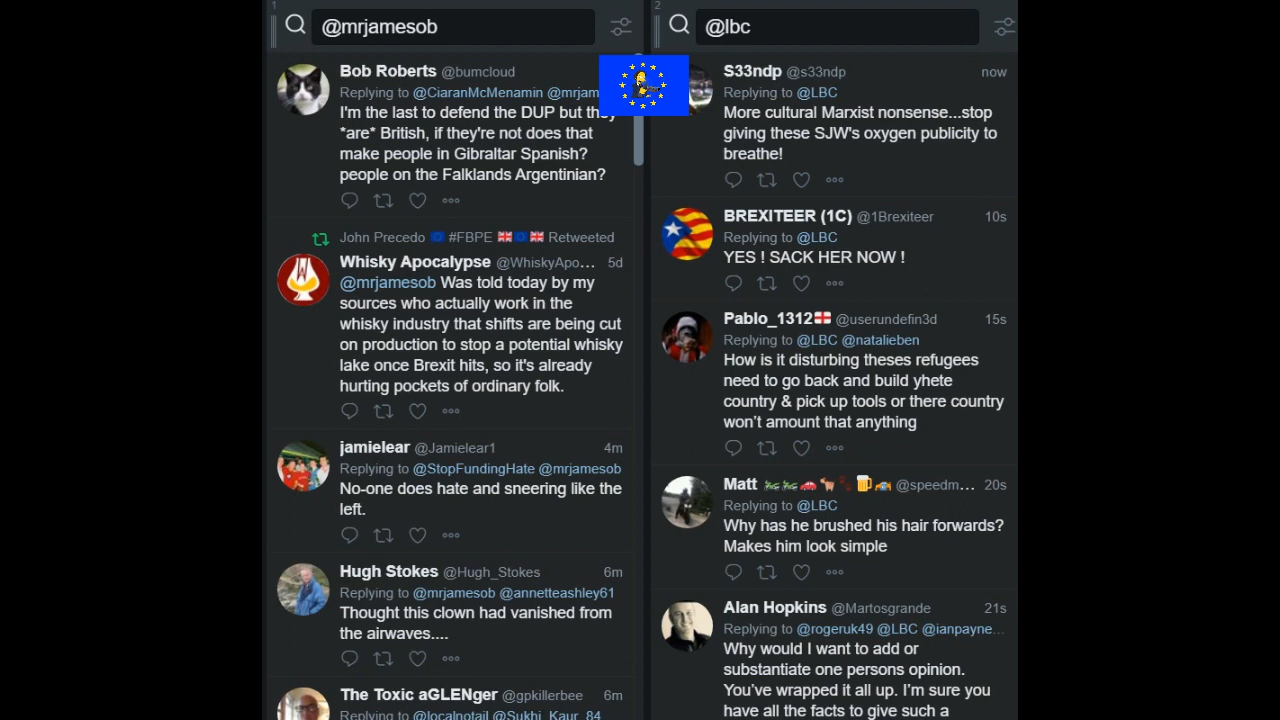 1
@mrjamesob
Bob Roberts @bumcloud
Replying to @CiaranMcMenamin @mrjam
I'm the last to defend the DUP but they
*are* British, if they're not does that
make people in Gibraltar Spanish?
people on the Falklands Argentinian?
John Precedo #FBPE Retweeted
Whisky Apocalypse @WhiskyApo... 5d
@mrjamesob Was told today by my
sources who actually work in the
whisky industry that shifts are being cut
on production to stop a potential whisky
lake once Brexit hits, so it's already
hurting pockets of ordinary folk.
jamielear @Jamielear1 4m
Replying to @StopFundingHate @mrjamesob
No-one does hate and sneering like the
left.
Hugh Stokes @Hugh_Stokes 6m
Replying to @mrjamesob @annetteashley61
Thought this clown had vanished from
the airwaves....
The Toxic aGLENger @gpkillerbee 6m
Replying to @localnotail @Sukhi_Kaur_84
2
@lbc
S33ndp @s33ndp now
Replying to @LBC
More cultural Marxist nonsense...stop
giving these SJW's oxygen publicity to
breathe!
BREXITEER (1C) @1Brexiteer 10s
Replying to @LBC
YES ! SACK HER NOW !
Pablo_1312 @userundefin3d 15s
Replying to @LBC @natalieben
How is it disturbing theses refugees
need to go back and build yhete
country & pick up tools or there country
won't amount that anything
Matt @speedm... 20s
Replying to @LBC
Why has he brushed his hair forwards?
Makes him look simple
Alan Hopkins @Martosgrande 21s
Replying to @rogeruk49 @LBC @ianpayne...
Why would I want to add or
substantiate one persons opinion.
You've wrapped it all up. I'm sure you
have all the facts to give such a